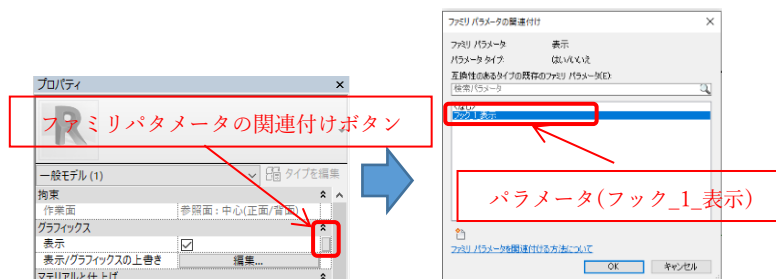 プロパティ
R
ファミリパタメータの関連付けボタン
一般モデル (1)
タイプを編集
拘束
作業面
参照面 : 中心(正面/背面)
グラフィックス
表示
表示/グラフィックスの上書き
編集...
マテリアルと仕上げ
ファミリ パラメータの関連付け
ファミリ パラメータ:
表示
パラメータ タイプ:
はい/いいえ
互換性のあるタイプの既存のファミリ パラメータ(E):
検索パラメータ
<なし>
フック_1_表示
パラメータ(フック_1_表示)
ファミリ パラメータを関連付ける方法について
OK
キャンセル